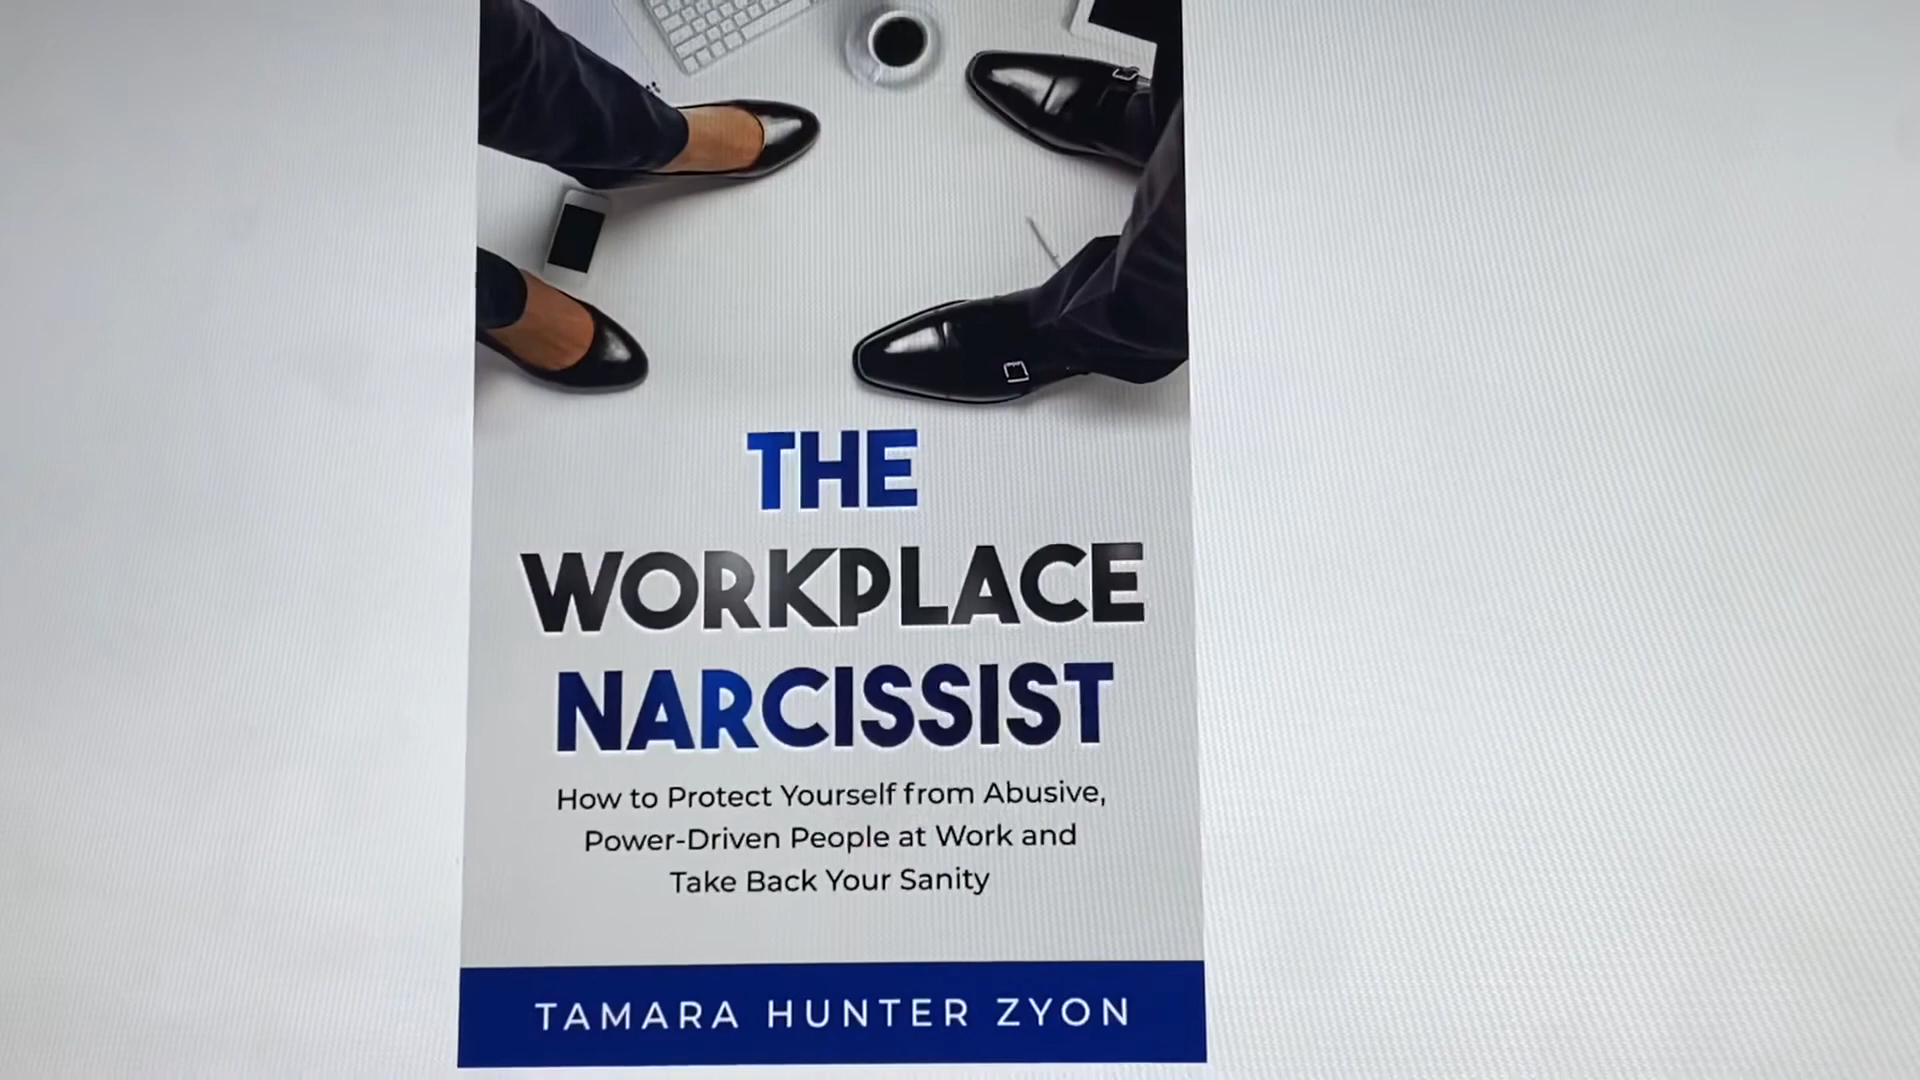 THE
WORKPLACE
NARCISSIST
How to Protect Yourself from Abusive,
Power-Driven People at Work and
Take Back Your Sanity
TAMARA HUNTER ZYON